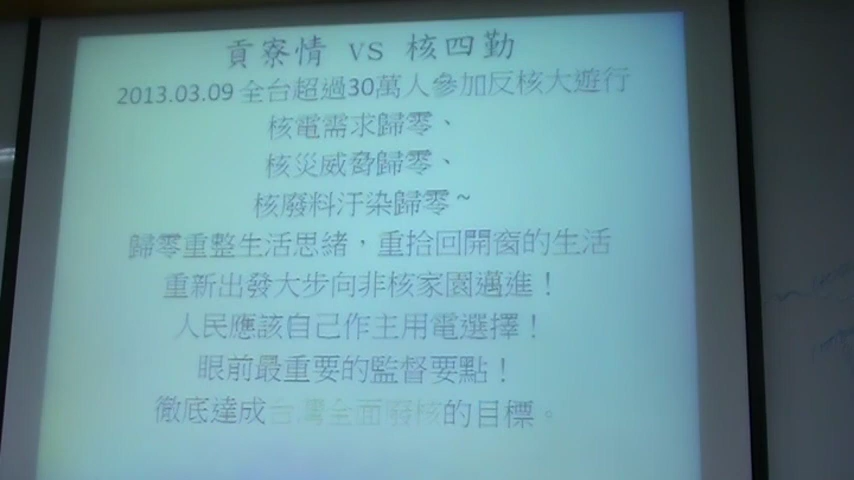 貢寮情 vs 核四勤
2013.03.09 全台超過30萬人參加反核大遊行
核電需求歸零、
核災威脅歸零、
核廢料汙染歸零~
歸零重整生活思緒，重拾回開窗的生活
重新出發大步向非核家園邁進！
人民應該自己作主用電選擇！
眼前最重要的監督要點！
徹底達成台灣全面廢核的目標。